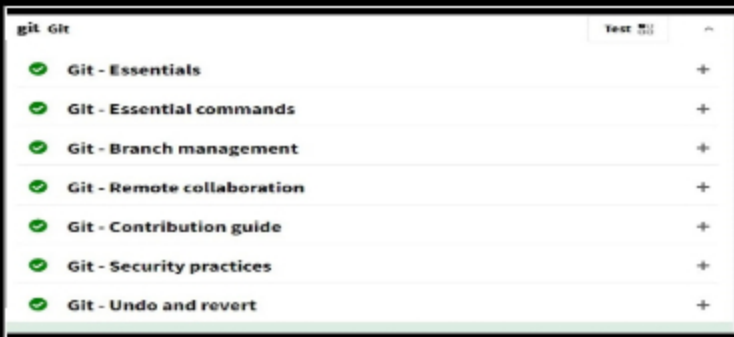 git Git Test
Git - Essentials
Git - Essential commands
Git - Branch management
Git - Remote collaboration
Git - Contribution guide
Git - Security practices
Git - Undo and revert